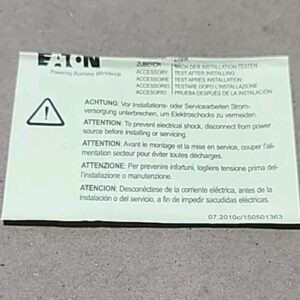 EATON
Powering Business Worldwide
ZUBEHÖR NACH DER INSTALLATION TESTEN
ACCESSORY TEST AFTER INSTALLING
ACCESSOIRE TEST APRÈS INSTALLATION
ACCESSORIO TESTARE DOPO L'INSTALLAZIONE
ACCESORIO PRUEBA DESPUÉS DE LA INSTALACIÓN
ACHTUNG: Vor Installations- oder Servicearbeiten Strom-
versorgung unterbrechen, um Elektroschocks zu vermeiden.
ATTENTION: To prevent electrical shock, disconnect from power
source before installing or servicing.
ATTENTION: Avant le montage et la mise en service, couper l'ali-
mentation secteur pour éviter toutes décharges.
ATTENZIONE: Per prevenire infortuni, togliere tensione prima del-
l'installazione o manutenzione.
ATENCION: Desconéctese de la corriente eléctrica, antes de la
instalación o del servicio, a fin de impedir sacudidas eléctricas.
07.2010c/150501363